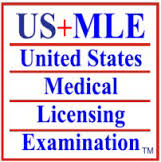 US+MLE
United States
Medical
Licensing
Examination
TM